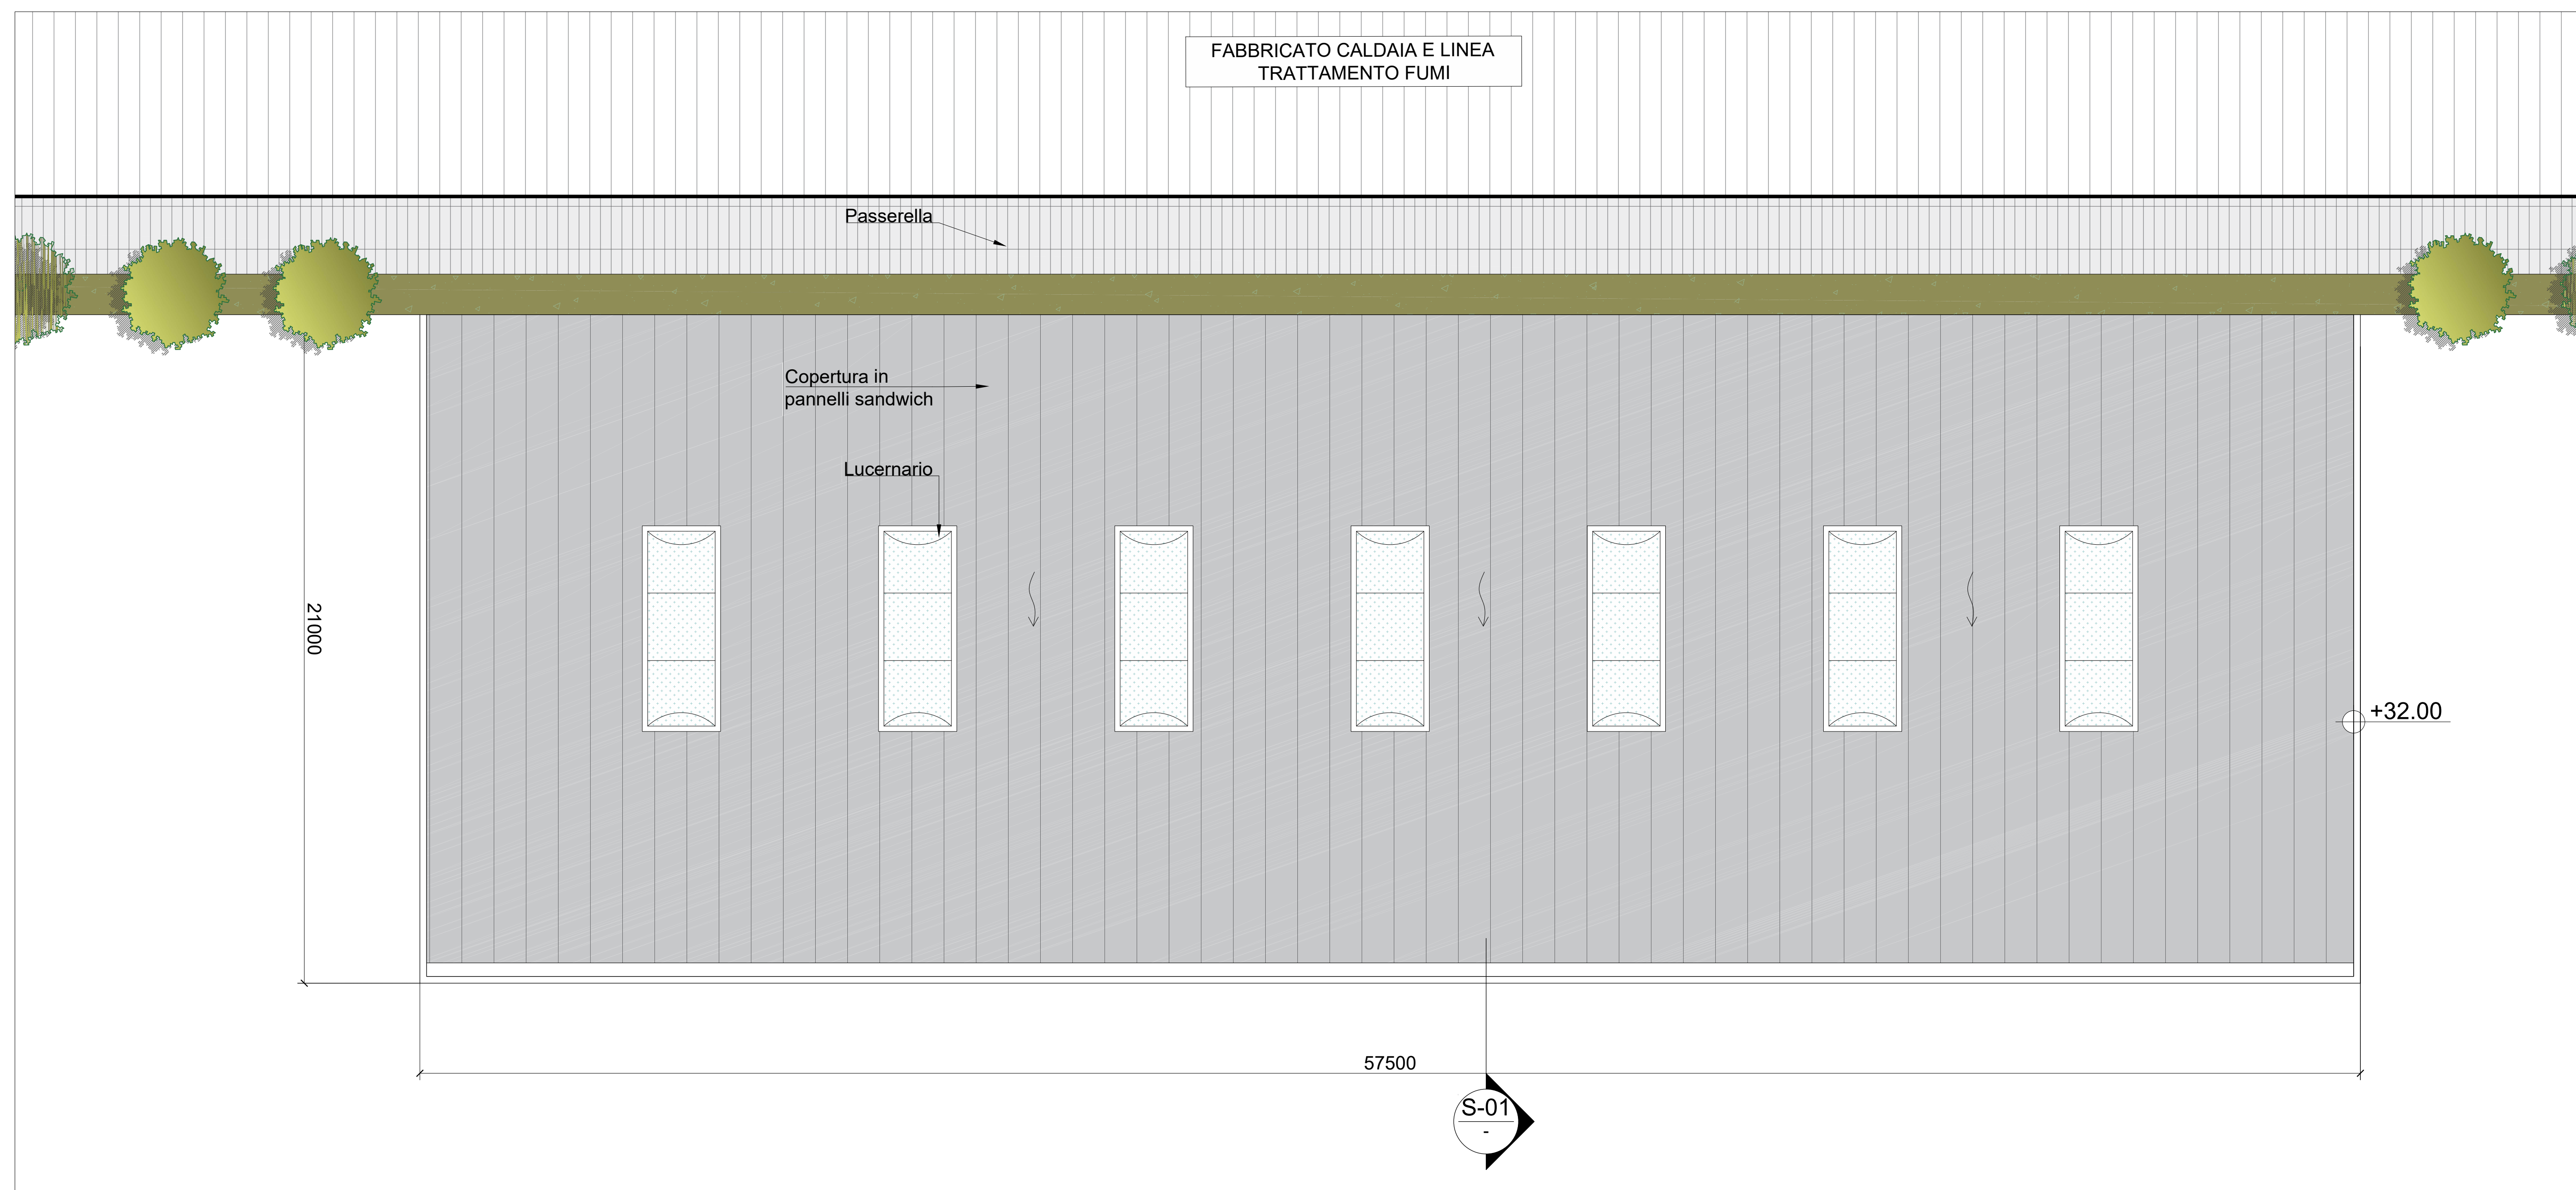 FABBRICATO CALDAIA E LINEA
TRATTAMENTO FUMI
Passerella
Copertura in
pannelli sandwich
Lucernario
21000
+32.00
57500
S-01
-